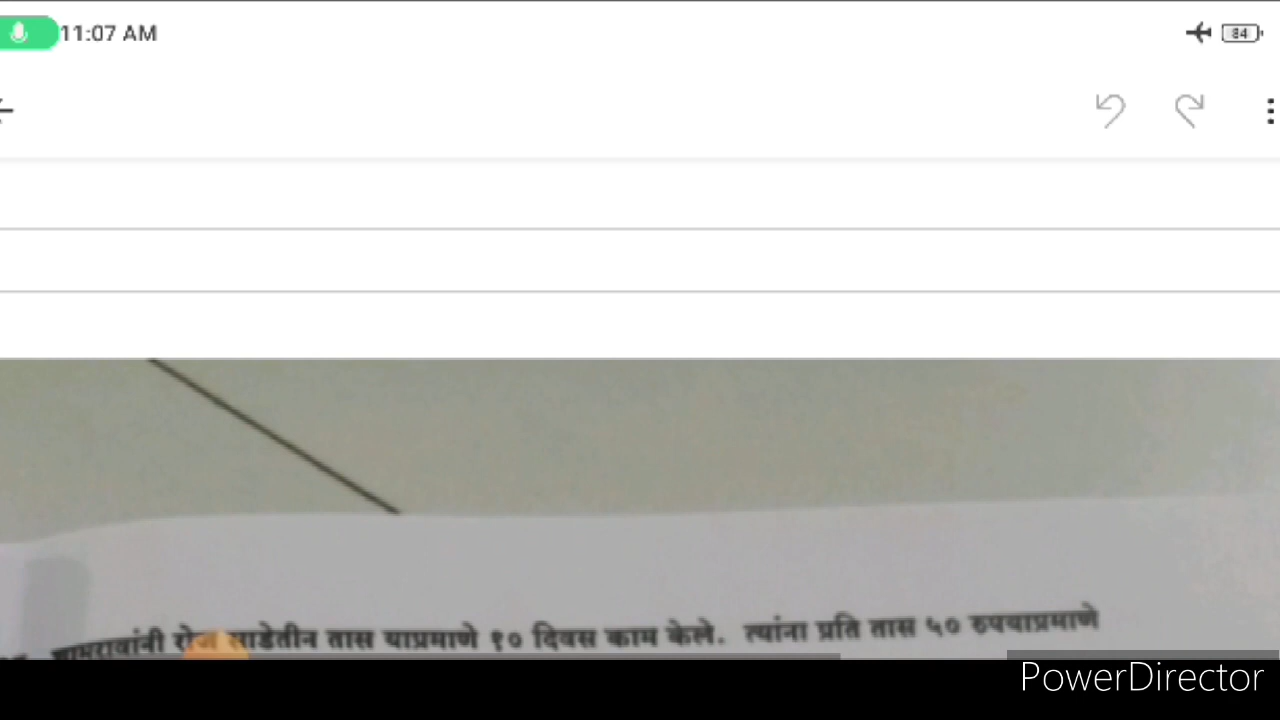 11:07 AM
84
रोज साडेतीन तास याप्रमाणे १० दिवस काम केले. त्यांना प्रति तास ५० रुपयाप्रमाणे
PowerDirector